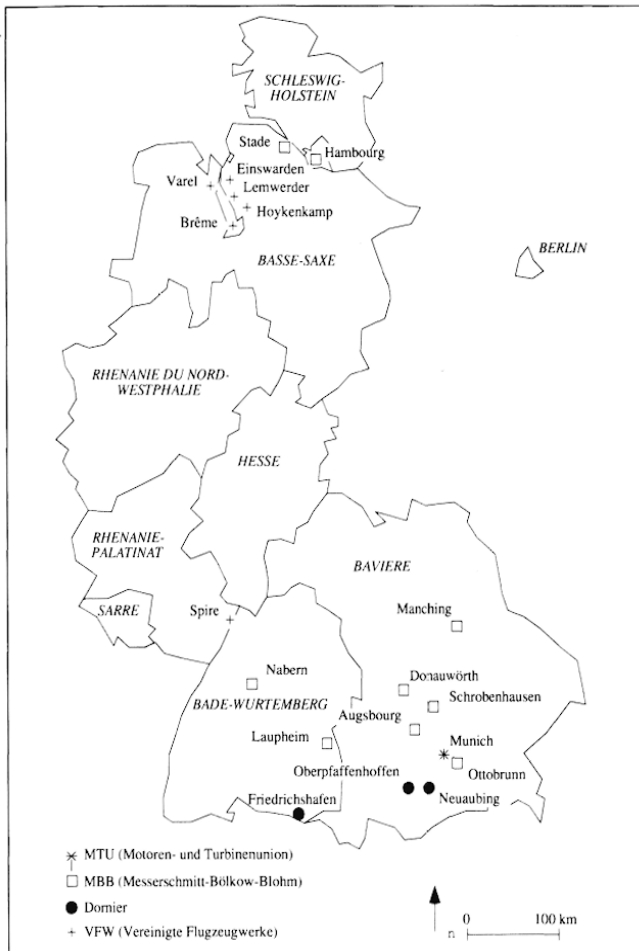 SCHLESWIG-
HOLSTEIN
Stade
Hambourg
Einswarden
Varel
Lemwerder
Hoykenkamp
Brême
BASSE-SAXE
BERLIN
RHENANIE DU NORD-
WESTPHALIE
HESSE
RHENANIE-
PALATINAT
BAVIERE
SARRE
Spire
Manching
Nabern
Donauwörth
Schrobenhausen
BADE-WURTEMBERG
Augsbourg
Laupheim
Munich
Oberpfaffenhoffen
Ottobrunn
Friedrichshafen
Neuaubing
MTU (Motoren- und Turbinenunion)
MBB (Messerschmitt-Bölkow-Blohm)
Dornier
VFW (Vereinigte Flugzeugwerke)
n
0 100 km